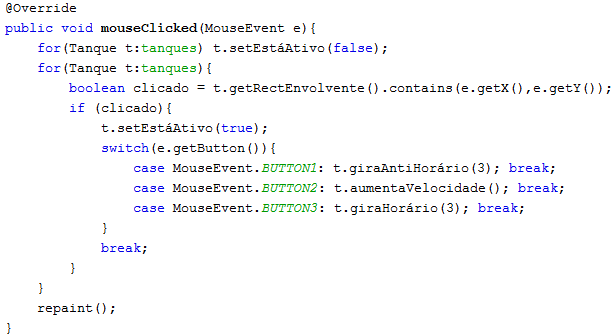 @Override
public void mouseClicked(MouseEvent e){
    for(Tanque t:tanques) t.setEstáAtivo(false);
    for(Tanque t:tanques){
        boolean clicado = t.getRectEnvolvente().contains(e.getX(),e.getY());
        if (clicado){
            t.setEstáAtivo(true);
            switch(e.getButton()){
                case MouseEvent.BUTTON1: t.giraAntiHorário(3); break;
                case MouseEvent.BUTTON2: t.aumentaVelocidade(); break;
                case MouseEvent.BUTTON3: t.giraHorário(3); break;
            }
            break;
        }
    }
    repaint();
}